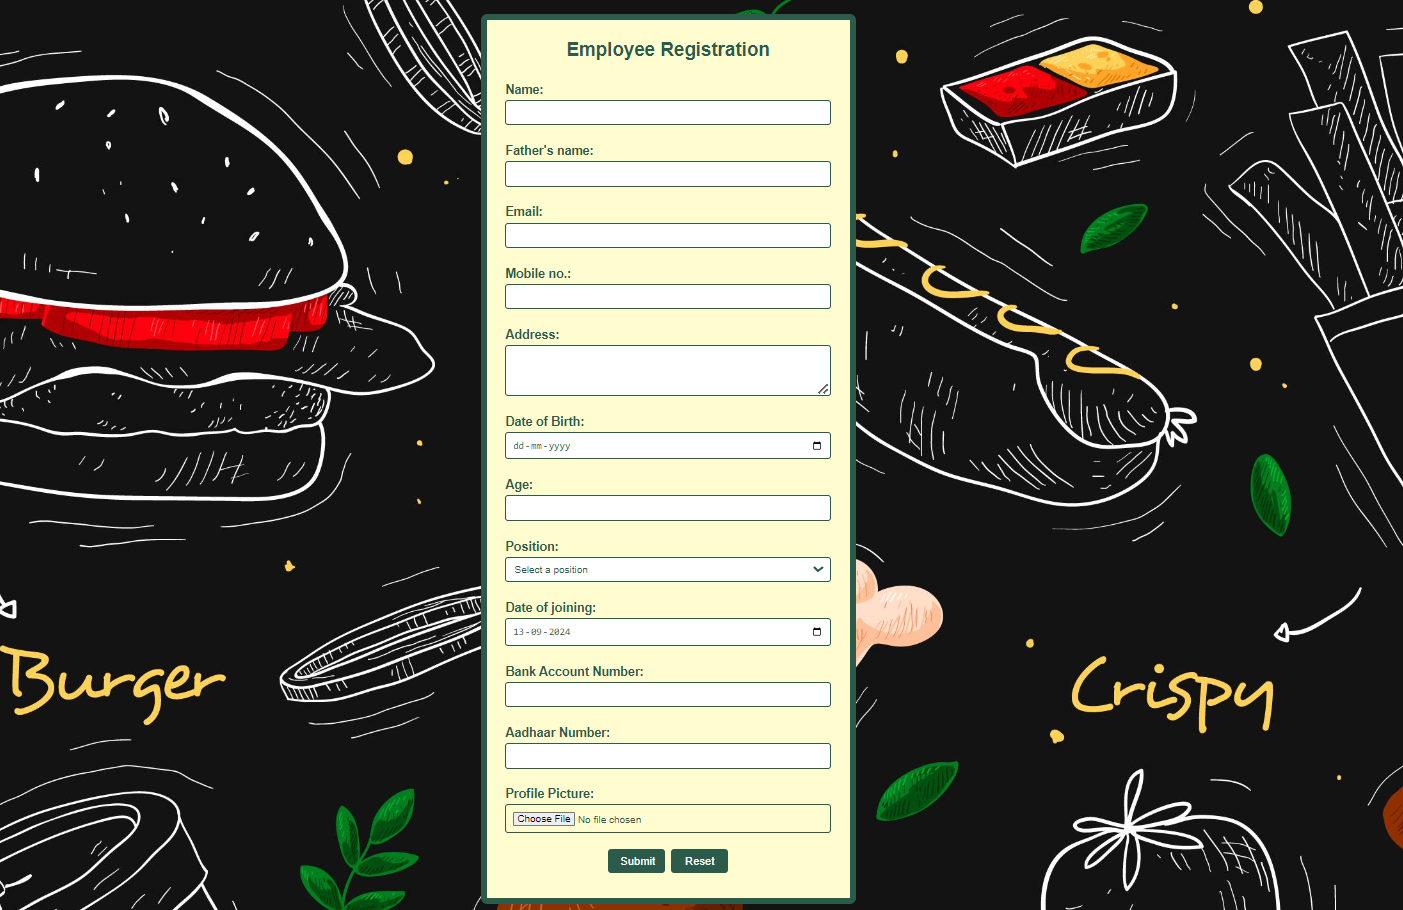 Employee Registration
Name:
Father's name:
Email:
Mobile no.:
Address:
Date of Birth:
dd-mm-yyyy
Age:
Position:
Select a position
Date of joining:
13-09-2024
Bank Account Number:
Aadhaar Number:
Profile Picture:
Choose File No file chosen
Submit Reset
Burger
Crispy